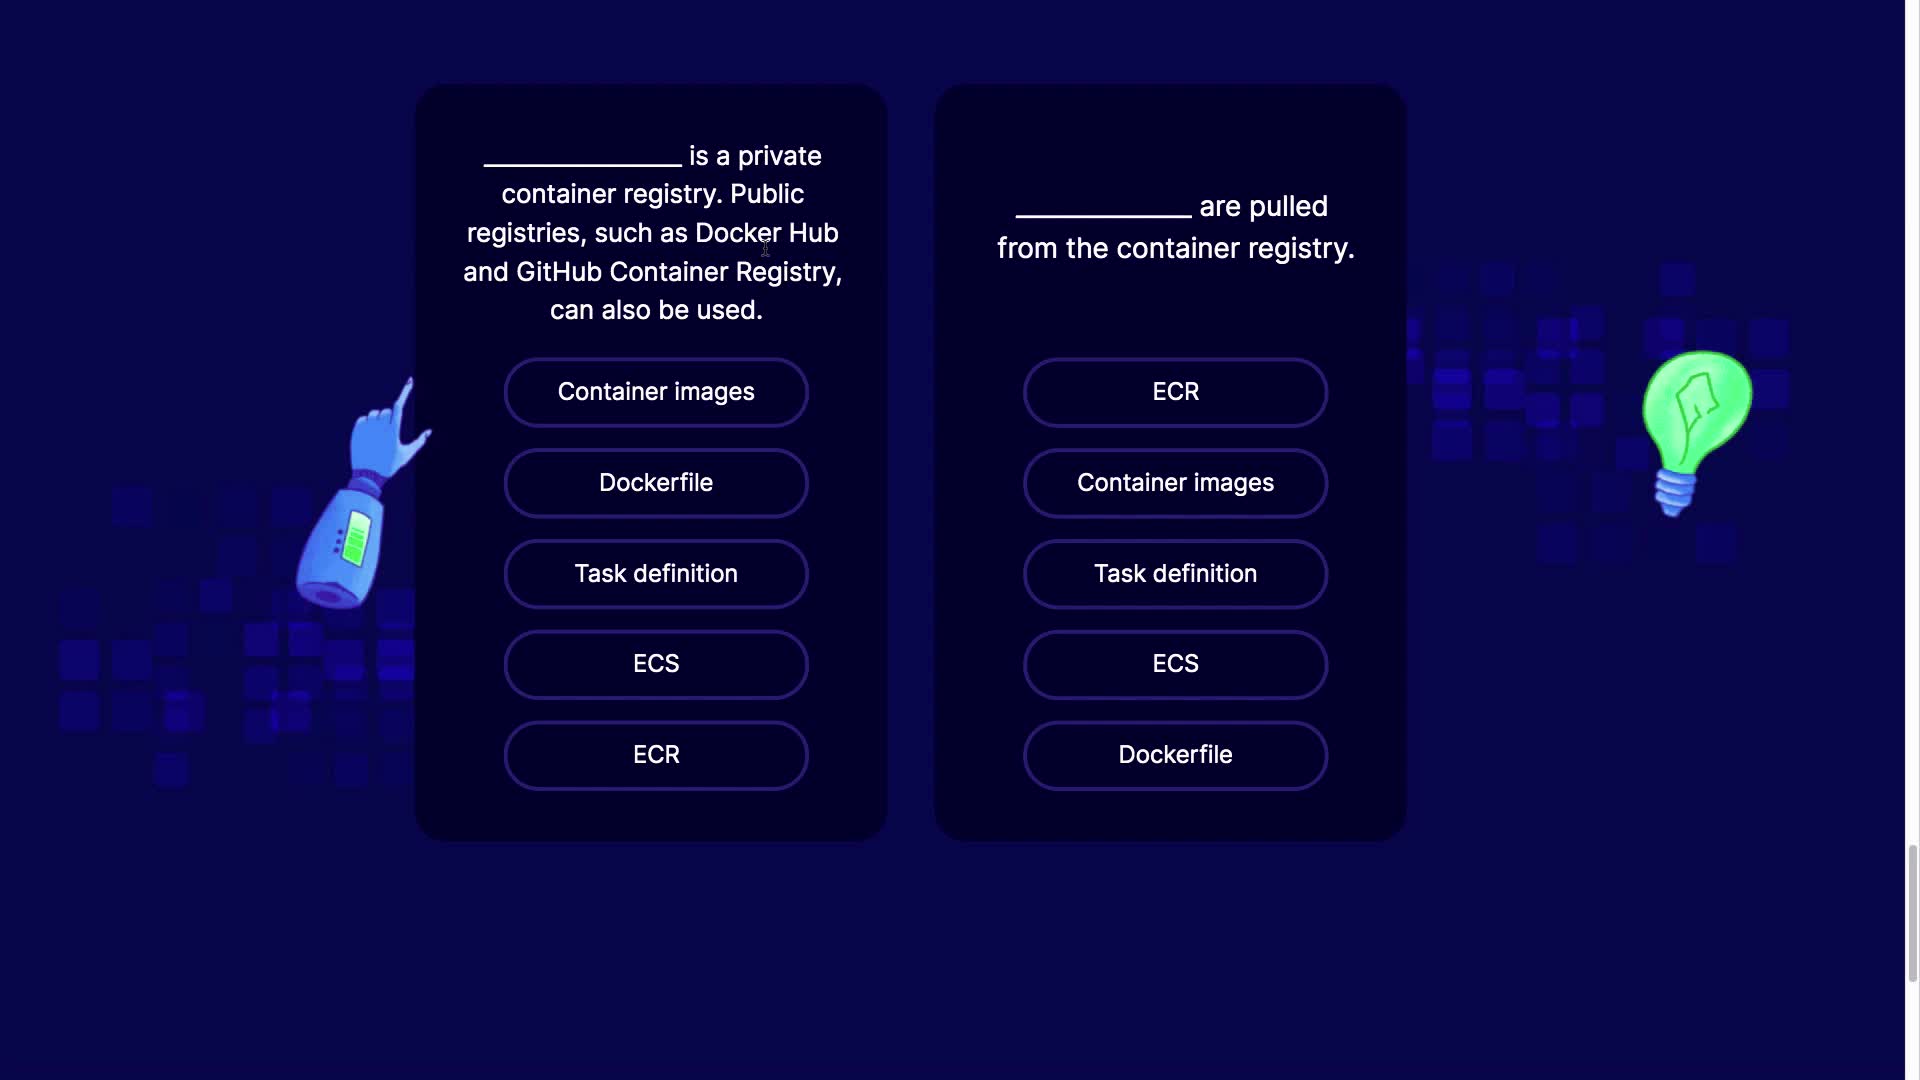 _______________ is a private
container registry. Public
registries, such as Docker Hub
and GitHub Container Registry,
can also be used.
Container images
Dockerfile
Task definition
ECS
ECR
_____________ are pulled
from the container registry.
ECR
Container images
Task definition
ECS
Dockerfile